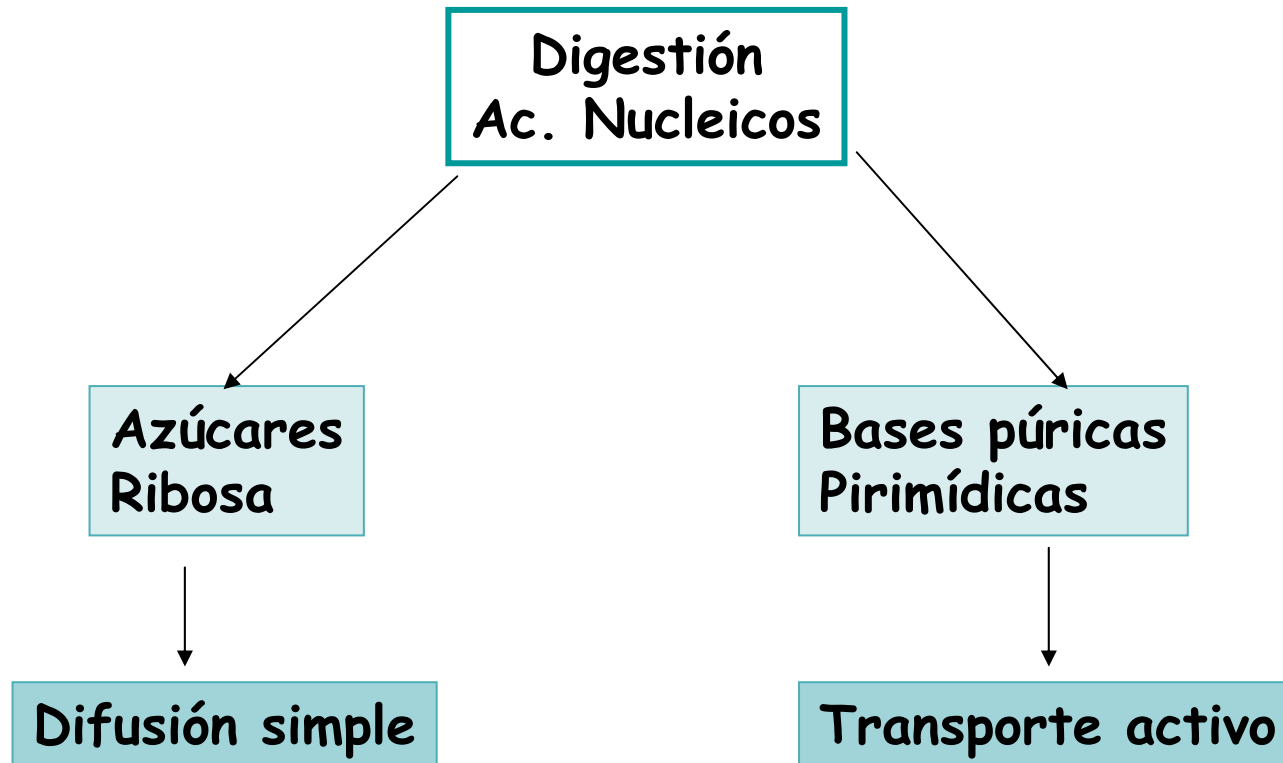 Digestión
Ac. Nucleicos
Azúcares
Ribosa
Bases púricas
Pirimídicas
Difusión simple
Transporte activo